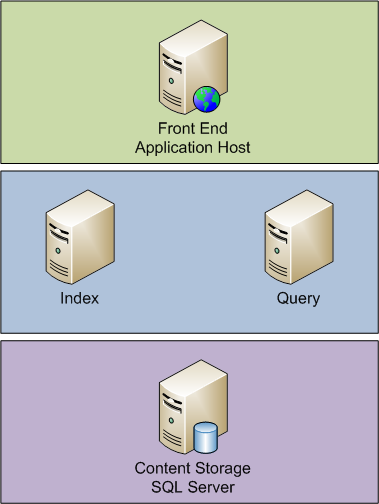 Front End
Application Host
Index
Query
Content Storage
SQL Server